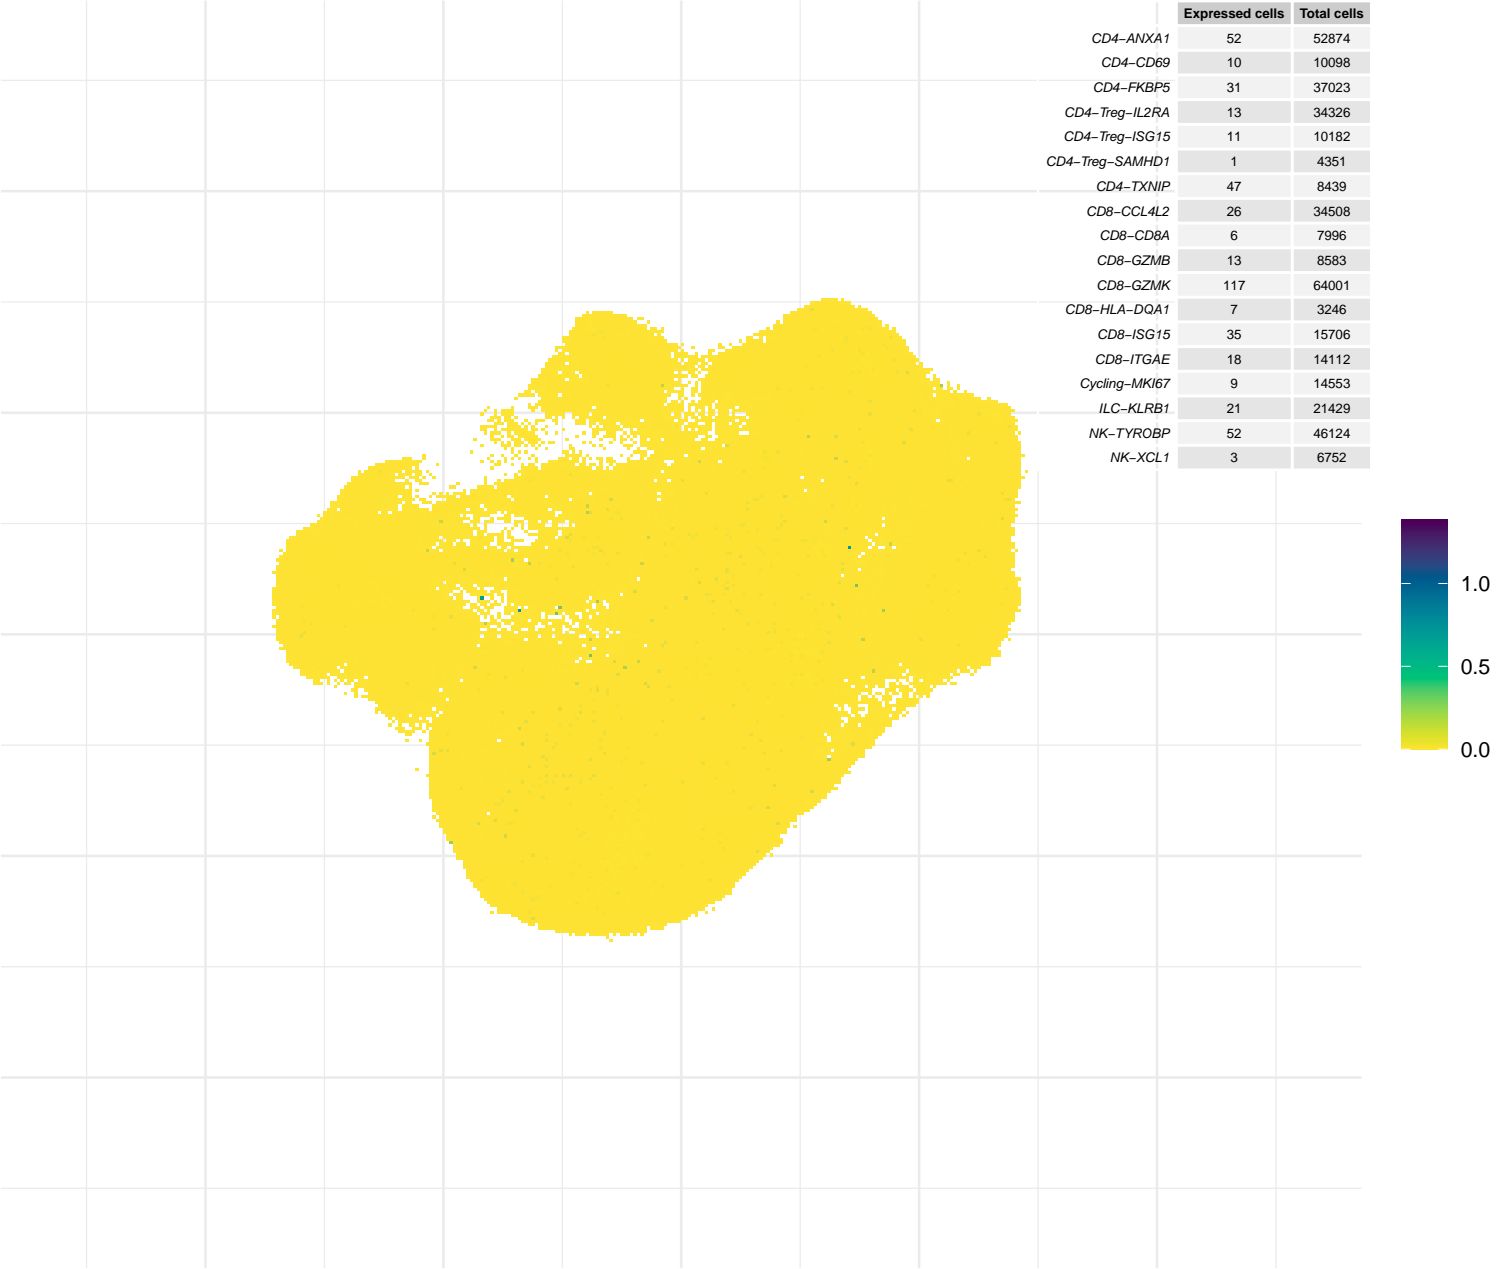 Expressed cells Total cells
CD4−ANXA1 52 52874
CD4−CD69 10 10098
CD4−FKBP5 31 37023
CD4−Treg−IL2RA 13 34326
CD4−Treg−ISG15 11 10182
CD4−Treg−SAMHD1 1 4351
CD4−TXNIP 47 8439
CD8−CCL4L2 26 34508
CD8−CD8A 6 7996
CD8−GZMB 13 8583
CD8−GZMK 117 64001
CD8−HLA−DQA1 7 3246
CD8−ISG15 35 15706
CD8−ITGAE 18 14112
Cycling−MKI67 9 14553
ILC−KLRB1 21 21429
NK−TYROBP 52 46124
NK−XCL1 3 6752
1.0
0.5
0.0